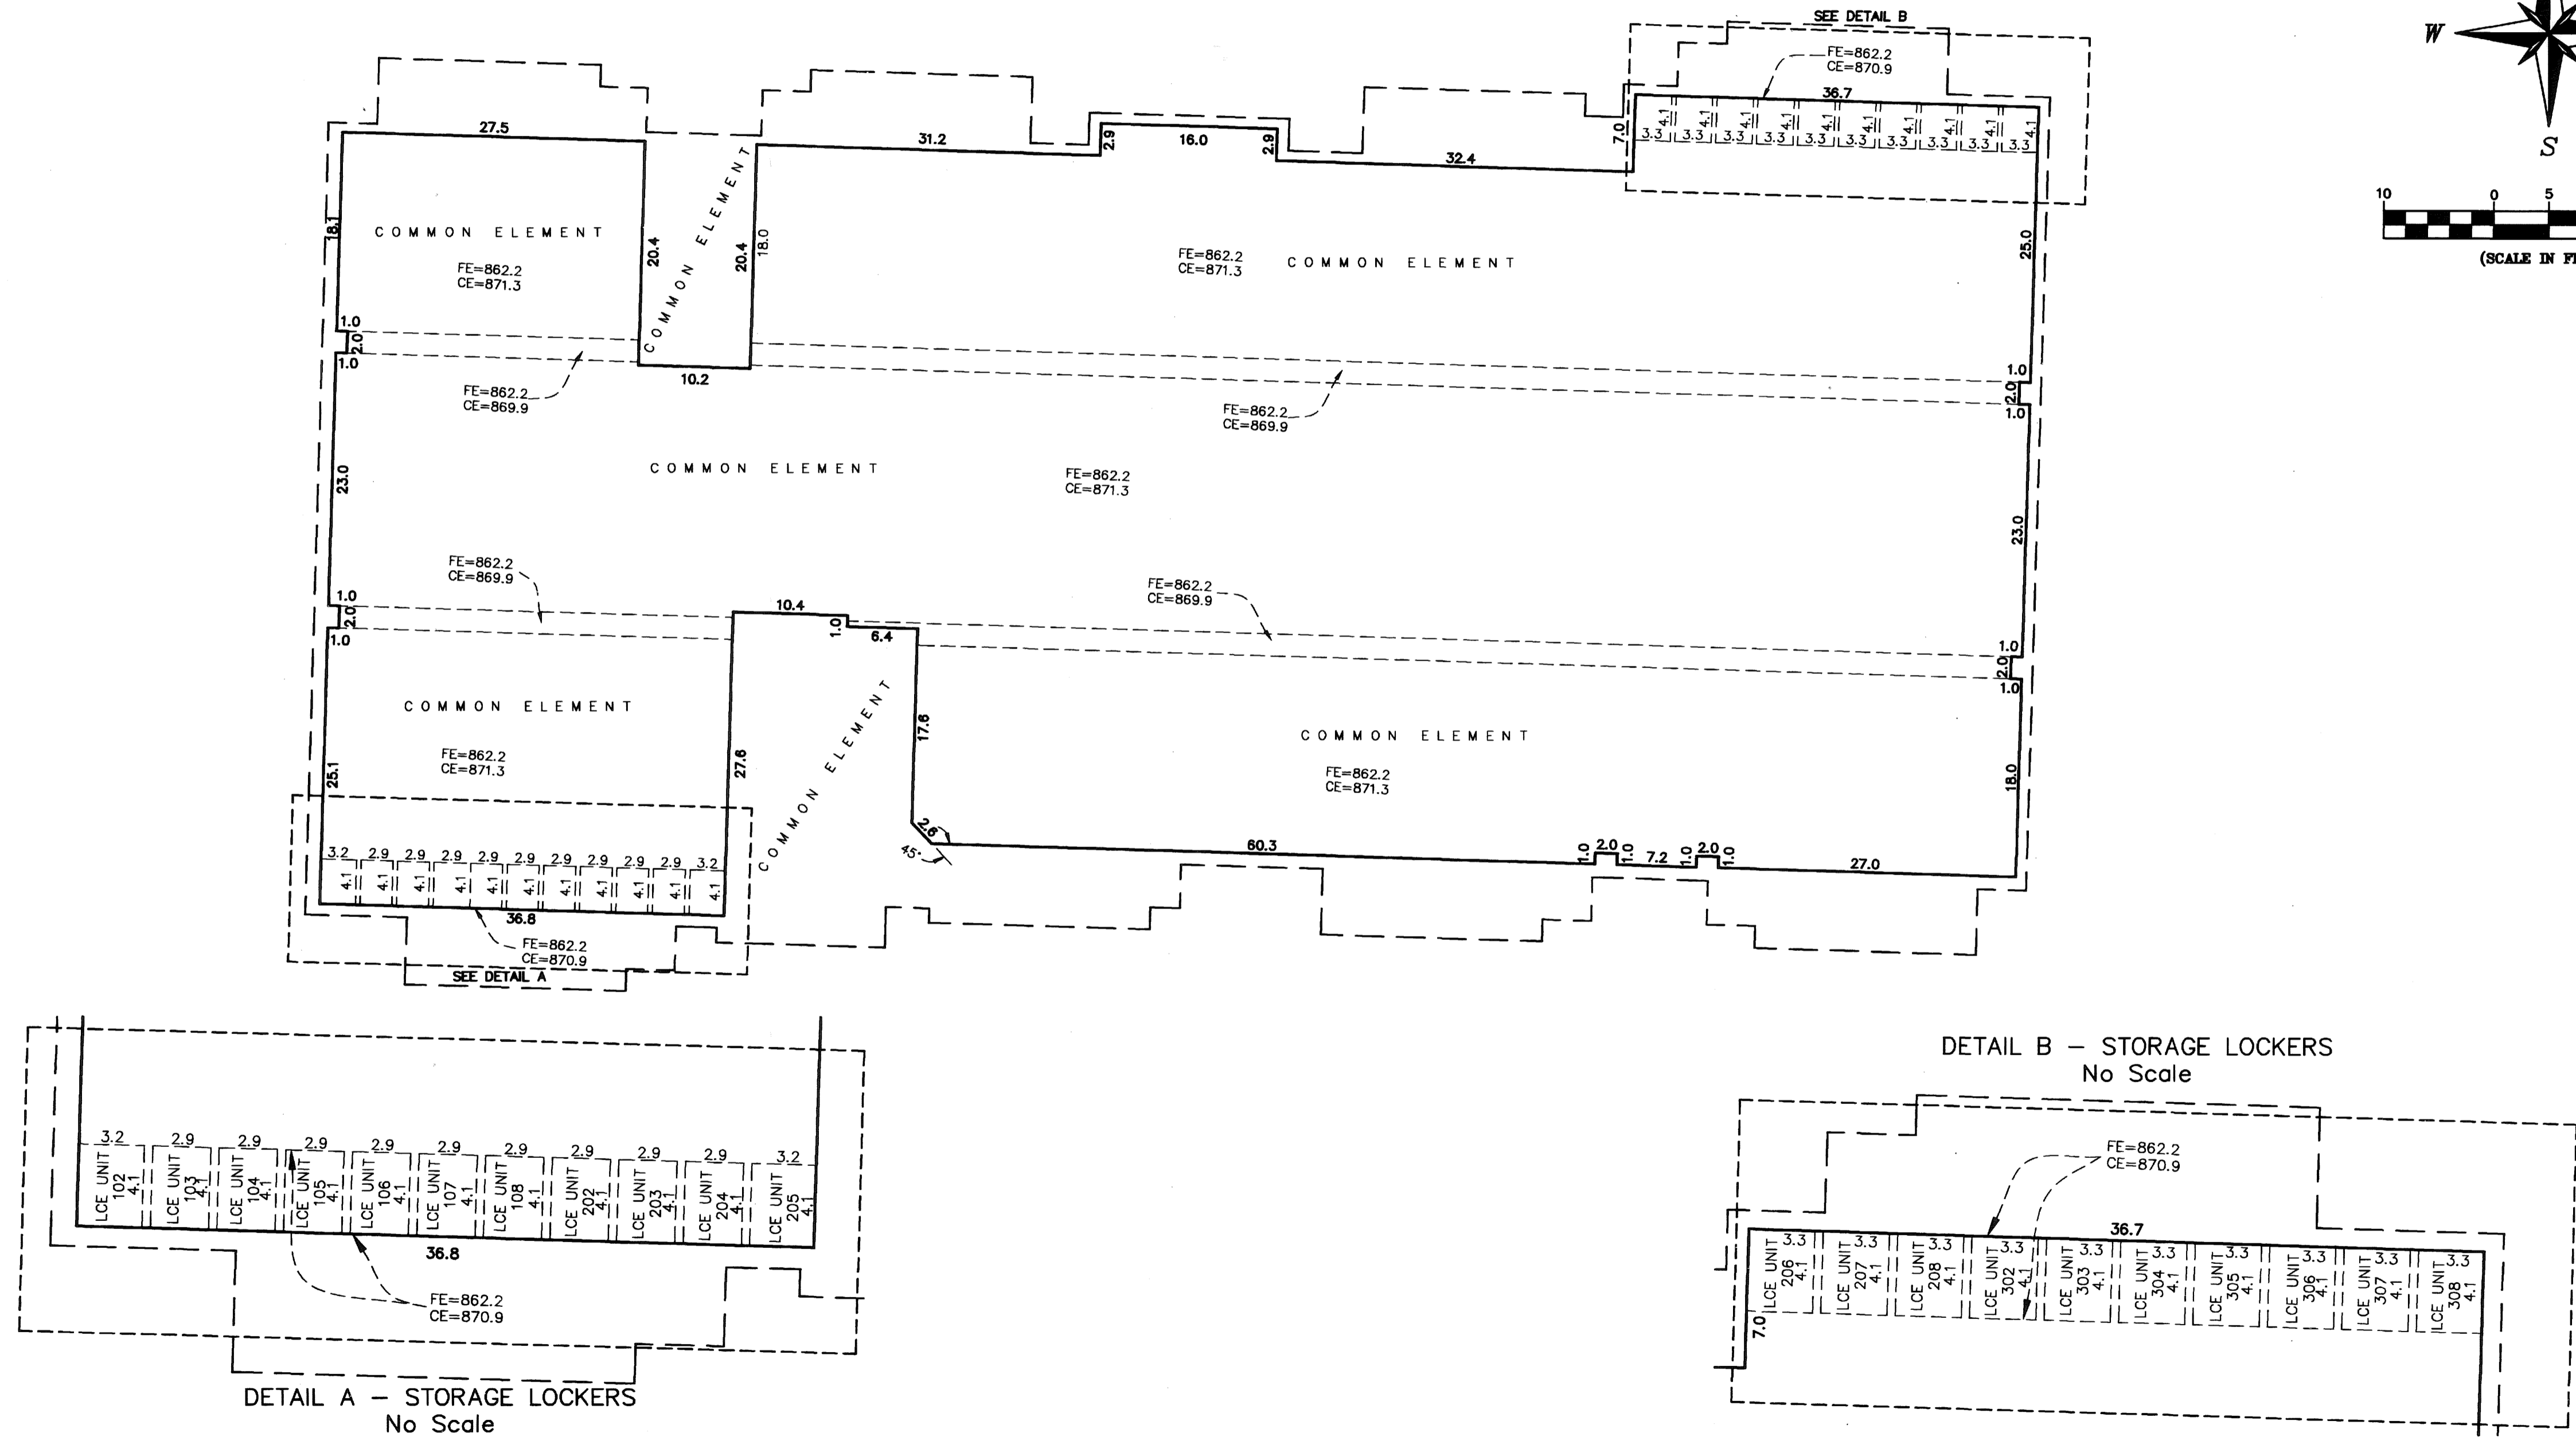 SEE DETAIL B
W
S
10 0 5
(SCALE IN F
FE=862.2
CE=870.9
36.7
4.1 4.1 4.1 4.1 4.1 4.1 4.1 4.1 4.1 4.1
3.3 3.3 3.3 3.3 3.3 3.3 3.3 3.3 3.3 3.3
7.0
27.5
31.2
2.9
16.0
2.9
32.4
18.1
COMMON ELEMENT
FE=862.2
CE=871.3
20.4
COMMON ELEMENT
20.4
18.0
FE=862.2
CE=871.3
COMMON ELEMENT
25.0
1.0
2.0
1.0
10.2
FE=862.2
CE=869.9
FE=862.2
CE=869.9
1.0
2.0
1.0
23.0
COMMON ELEMENT
FE=862.2
CE=871.3
23.0
FE=862.2
CE=869.9
FE=862.2
CE=869.9
1.0
2.0
1.0
10.4
1.0
6.4
1.0
2.0
1.0
COMMON ELEMENT
FE=862.2
CE=871.3
25.1
27.6
COMMON ELEMENT
17.6
COMMON ELEMENT
FE=862.2
CE=871.3
18.0
2.6
45°
60.3
1.0
2.0
1.0
7.2
1.0
2.0
1.0
27.0
3.2 2.9 2.9 2.9 2.9 2.9 2.9 2.9 2.9 2.9 3.2
4.1 4.1 4.1 4.1 4.1 4.1 4.1 4.1 4.1 4.1 4.1
36.8
FE=862.2
CE=870.9
SEE DETAIL A
3.2 2.9 2.9 2.9 2.9 2.9 2.9 2.9 2.9 2.9 3.2
LCE UNIT
102
4.1
LCE UNIT
103
4.1
LCE UNIT
104
4.1
LCE UNIT
105
4.1
LCE UNIT
106
4.1
LCE UNIT
107
4.1
LCE UNIT
108
4.1
LCE UNIT
202
4.1
LCE UNIT
203
4.1
LCE UNIT
204
4.1
LCE UNIT
205
4.1
36.8
FE=862.2
CE=870.9
DETAIL A – STORAGE LOCKERS
No Scale
DETAIL B – STORAGE LOCKERS
No Scale
FE=862.2
CE=870.9
36.7
3.3 3.3 3.3 3.3 3.3 3.3 3.3 3.3 3.3 3.3
LCE UNIT
206
4.1
LCE UNIT
207
4.1
LCE UNIT
208
4.1
LCE UNIT
302
4.1
LCE UNIT
303
4.1
LCE UNIT
304
4.1
LCE UNIT
305
4.1
LCE UNIT
306
4.1
LCE UNIT
307
4.1
LCE UNIT
308
4.1
7.0